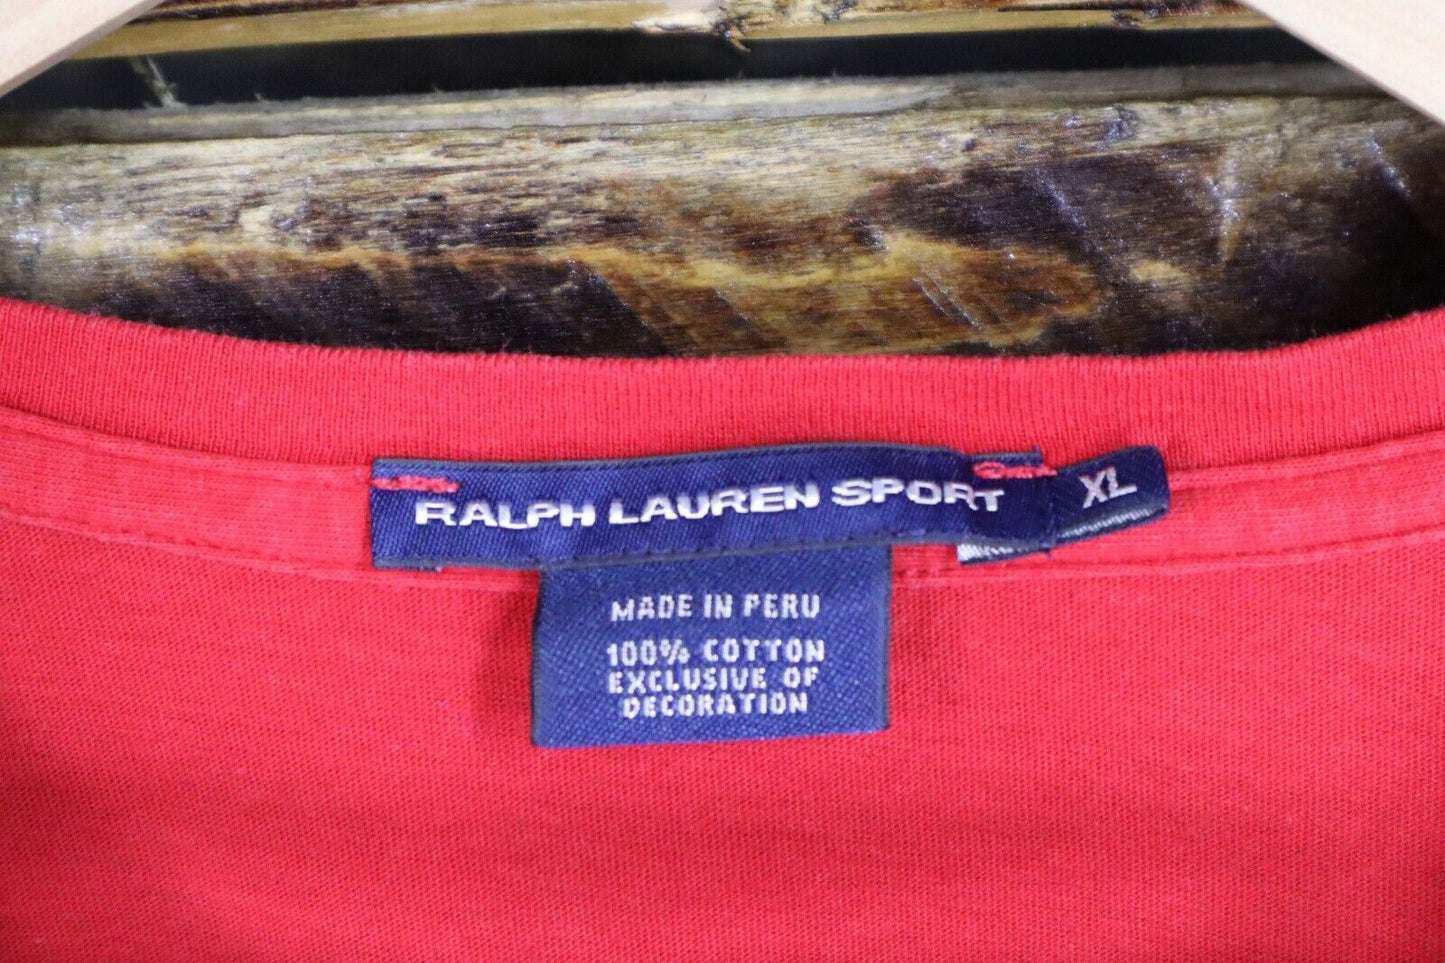 RALPH LAUREN SPORT
XL
MADE IN PERU
100% COTTON
EXCLUSIVE OF
DECORATION